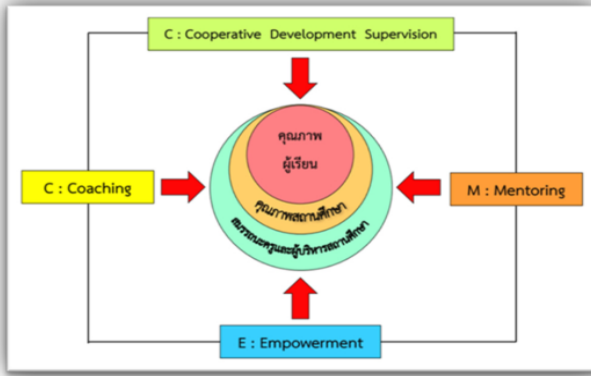 C : Cooperative Development Supervision
คุณภาพ
ผู้เรียน
C : Coaching
M : Mentoring
คุณภาพสถานศึกษา
สมรรถนะครูและผู้บริหารสถานศึกษา
E : Empowerment